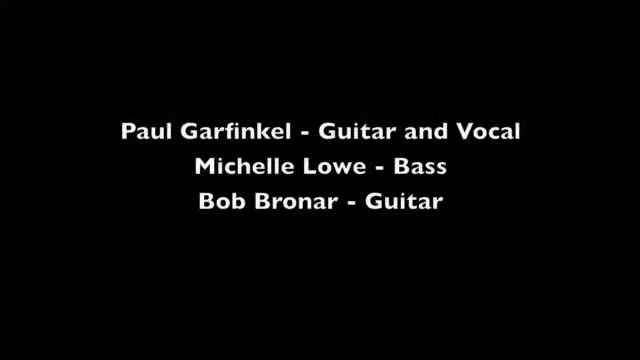 Paul Garfinkel - Guitar and Vocal
Michelle Lowe - Bass
Bob Bronar - Guitar